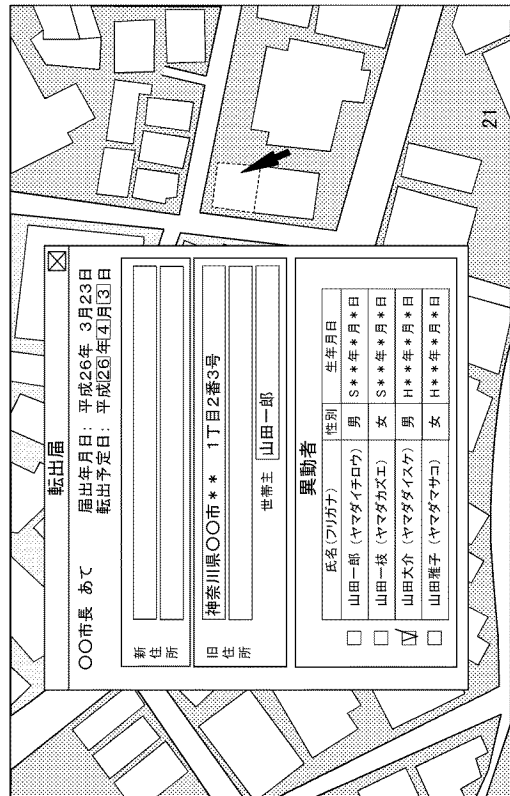 転出届
〇〇市長 あて
届出年月日: 平成26年 3月23日
転出予定日: 平成26年4月3日
新住所
旧住所
神奈川県〇〇市** 1丁目2番3号
世帯主 山田一郎
異動者
氏名(フリガナ) 性別 生年月日
山田一郎 (ヤマダイチロウ) 男 S**年*月*日
山田一枝 (ヤマダカズエ) 女 S**年*月*日
山田大介 (ヤマダダイスケ) 男 H**年*月*日
山田雅子 (ヤマダマサコ) 女 H**年*月*日
21